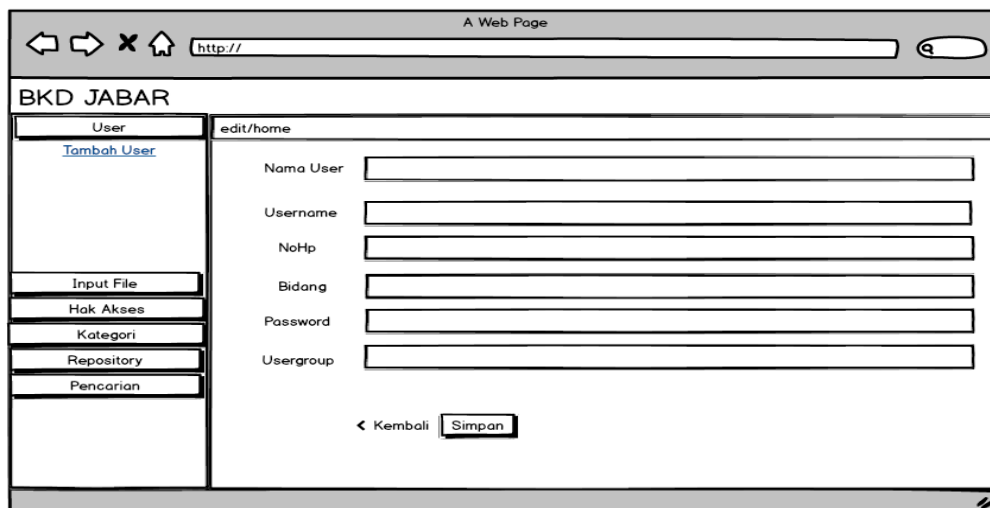 A Web Page
http://
BKD JABAR
User
Tambah User
Input File
Hak Akses
Kategori
Repository
Pencarian
edit/home
Nama User
Username
NoHp
Bidang
Password
Usergroup
< Kembali Simpan